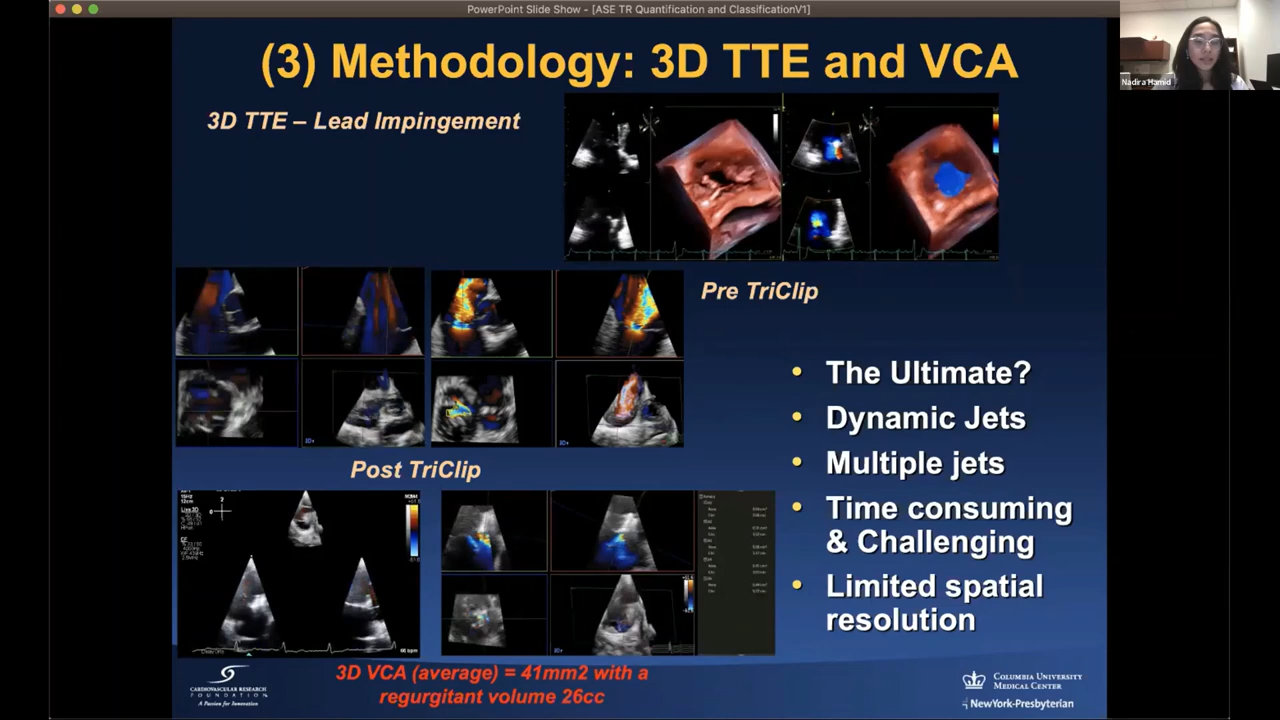 PowerPoint Slide Show - [ASE TR Quantification and ClassificationV1]
Nadira Hamid
(3) Methodology: 3D TTE and VCA
3D TTE – Lead Impingement
Pre TriClip
• The Ultimate?
• Dynamic Jets
• Multiple jets
• Time consuming
& Challenging
• Limited spatial
resolution
Post TriClip
3D VCA (average) = 41mm2 with a
regurgitant volume 26cc
CARDIOVASCULAR RESEARCH
FOUNDATION
A Passion for Innovation
COLUMBIA UNIVERSITY
MEDICAL CENTER
NewYork-Presbyterian